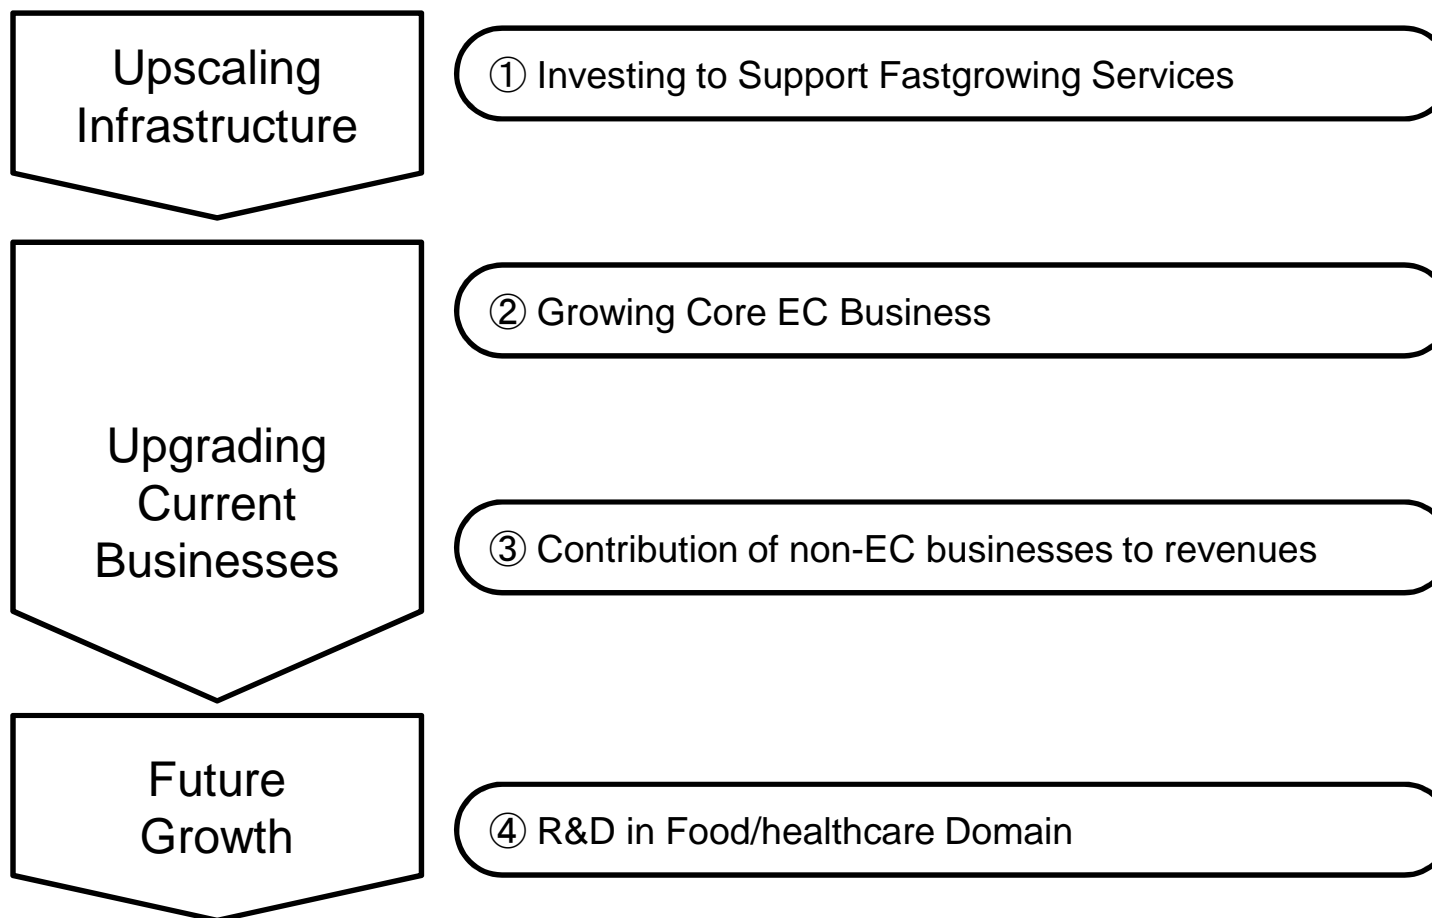 Upscaling
Infrastructure
① Investing to Support Fastgrowing Services
② Growing Core EC Business
Upgrading
Current
Businesses
③ Contribution of non-EC businesses to revenues
Future
Growth
④ R&D in Food/healthcare Domain